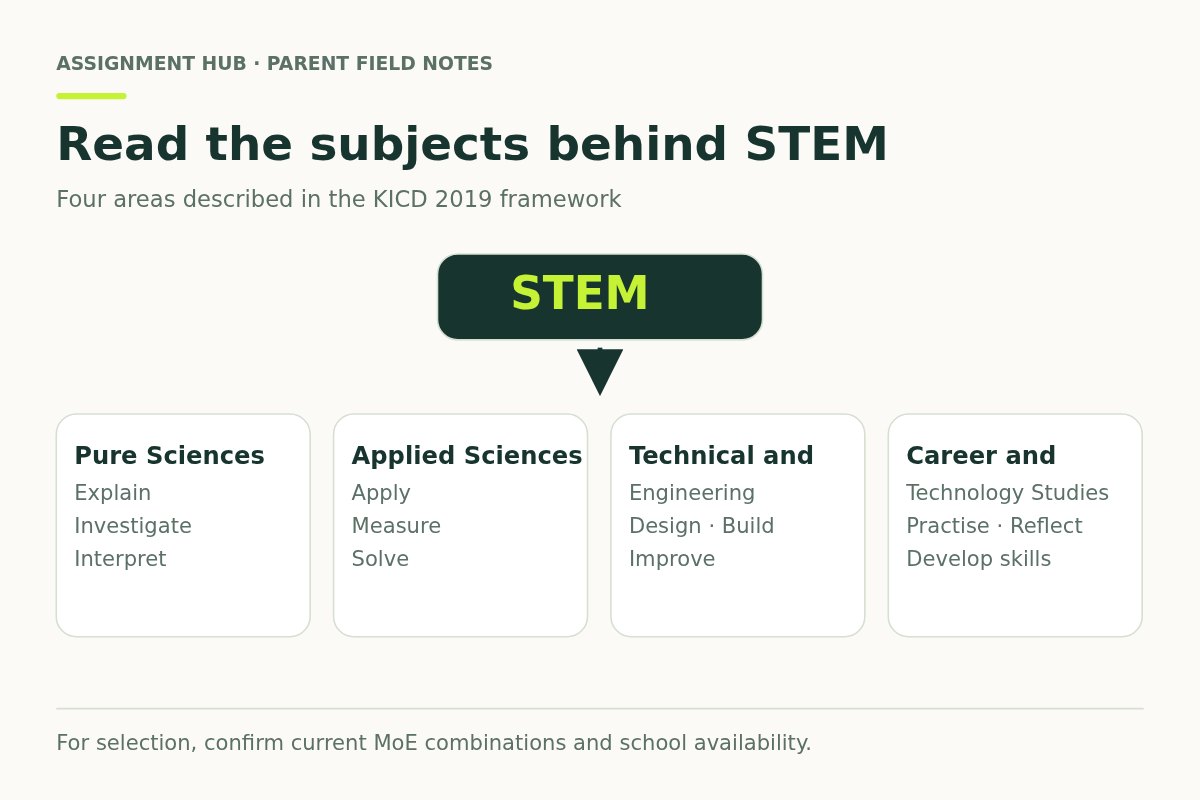 ASSIGNMENT HUB · PARENT FIELD NOTES
Read the subjects behind STEM
Four areas described in the KICD 2019 framework
STEM
Pure Sciences
Explain
Investigate
Interpret
Applied Sciences
Apply
Measure
Solve
Technical and
Engineering
Design · Build
Improve
Career and
Technology Studies
Practise · Reflect
Develop skills
For selection, confirm current MoE combinations and school availability.